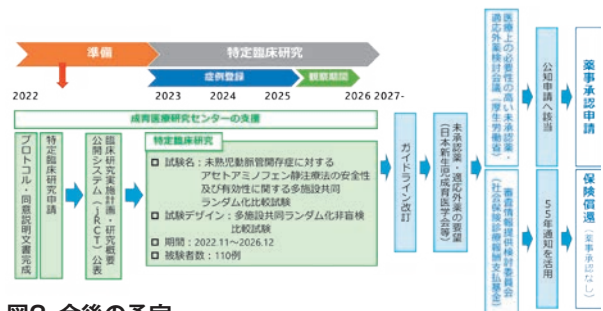 準備
特定臨床研究
症例登録
観察期間
2022
2023
2024
2025
2026
2027-
成育医療研究センターの支援
プロトコル・同意説明文書完成
特定臨床研究申請
臨床研究実施計画・研究概要
公開システム(jRCT)公表
特定臨床研究
試験名:未熟児動脈管開存症に対する
アセトアミノフェン静注療法の安全性
及び有効性に関する多施設共同
ランダム化比較試験
試験デザイン:多施設共同ランダム化非盲検
比較試験
期間:2022.11~2026.12
被験者数:110例
ガイドライン改訂
未承認薬・適応外薬の要望
(日本新生児成育医学会等)
医療上の必要性の高い未承認薬・
適応外薬検討会議(厚生労働省)
公知申請へ該当
薬事承認申請
審査情報提供検討委員会
(社会保険診療報酬支払基金)
55年通知を活用
保険償還
(薬事承認なし)
図2 今後の予定